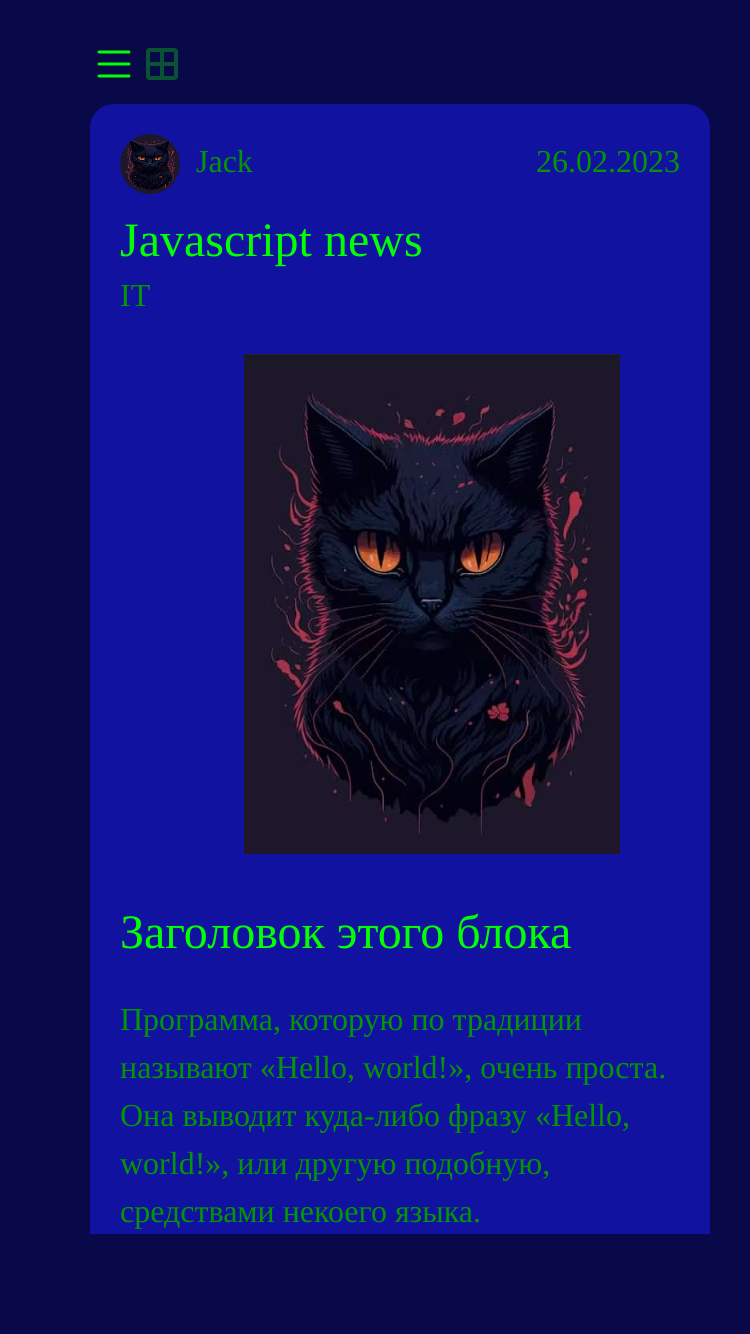 Jack 26.02.2023
Javascript news
IT
Заголовок этого блока
Программа, которую по традиции
называют «Hello, world!», очень проста.
Она выводит куда-либо фразу «Hello,
world!», или другую подобную,
средствами некоего языка.